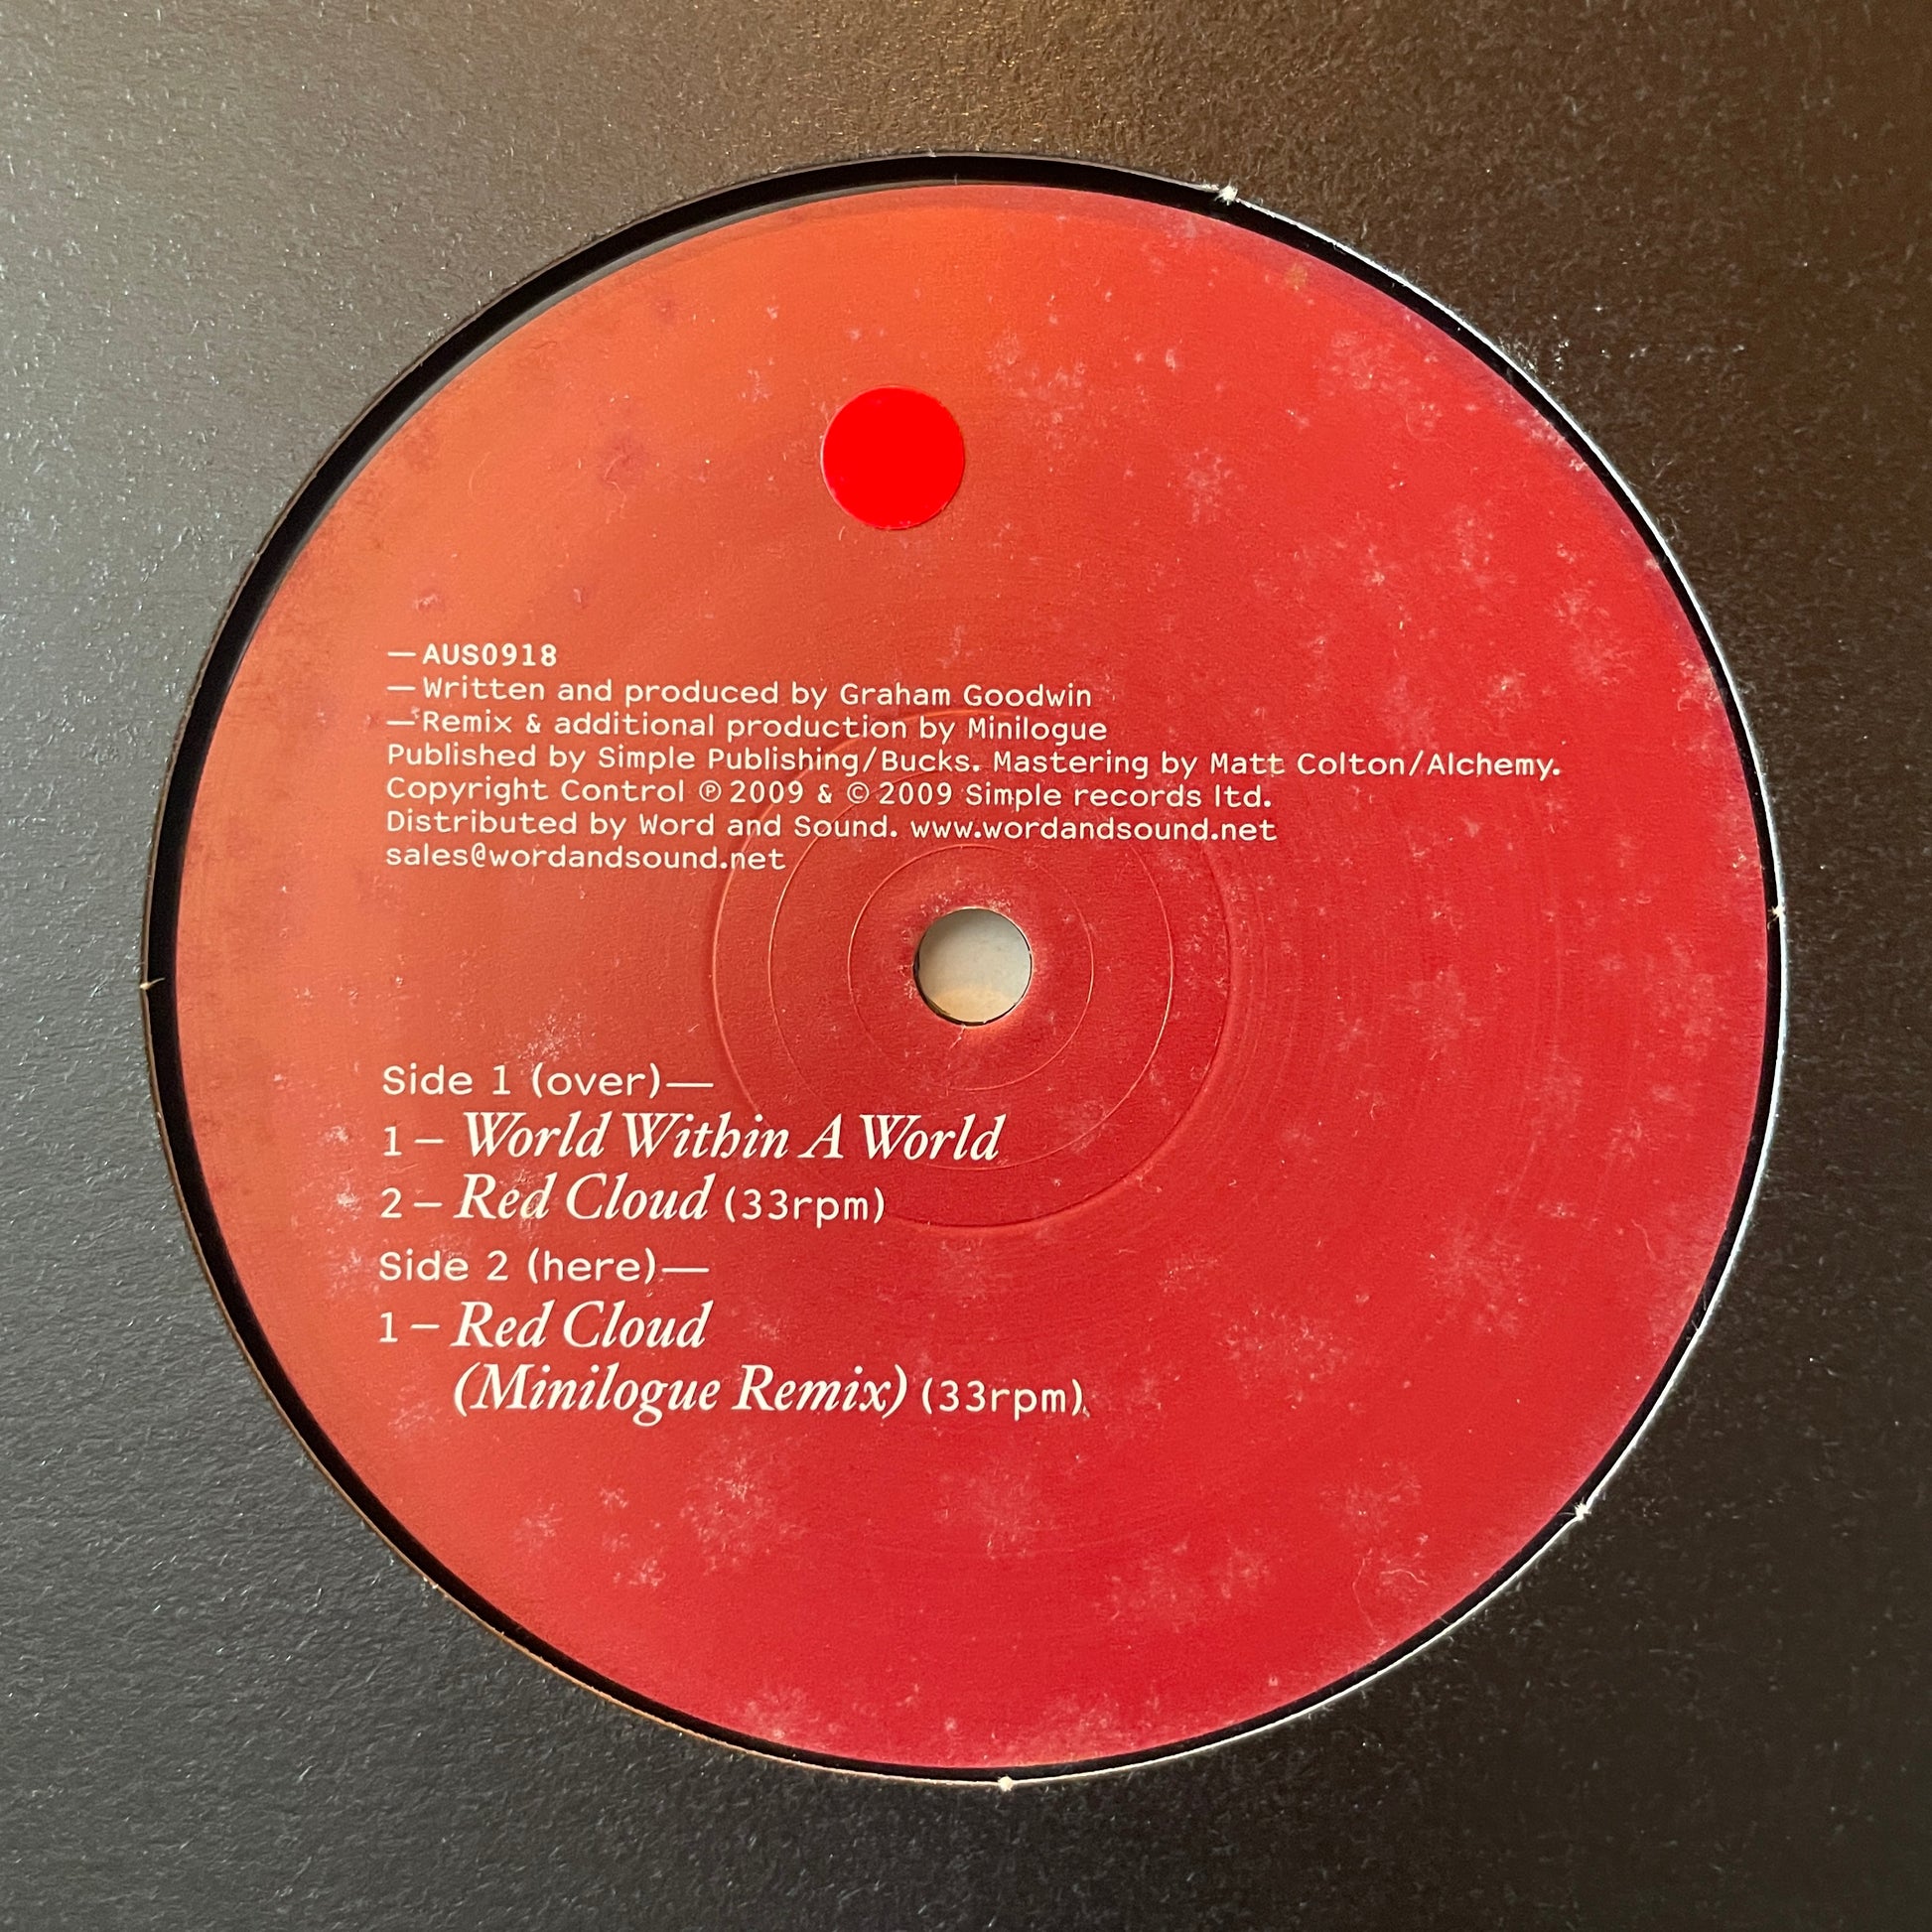 — AUS0918
— Written and produced by Graham Goodwin
— Remix & additional production by Minilogue
Published by Simple Publishing/Bucks. Mastering by Matt Colton/Alchemy.
Copyright Control ℗ 2009 & © 2009 Simple records ltd.
Distributed by Word and Sound. www.wordandsound.net
sales@wordandsound.net
Side 1 (over)—
1 — World Within A World
2 — Red Cloud (33rpm)
Side 2 (here)—
1 — Red Cloud
(Minilogue Remix) (33rpm)